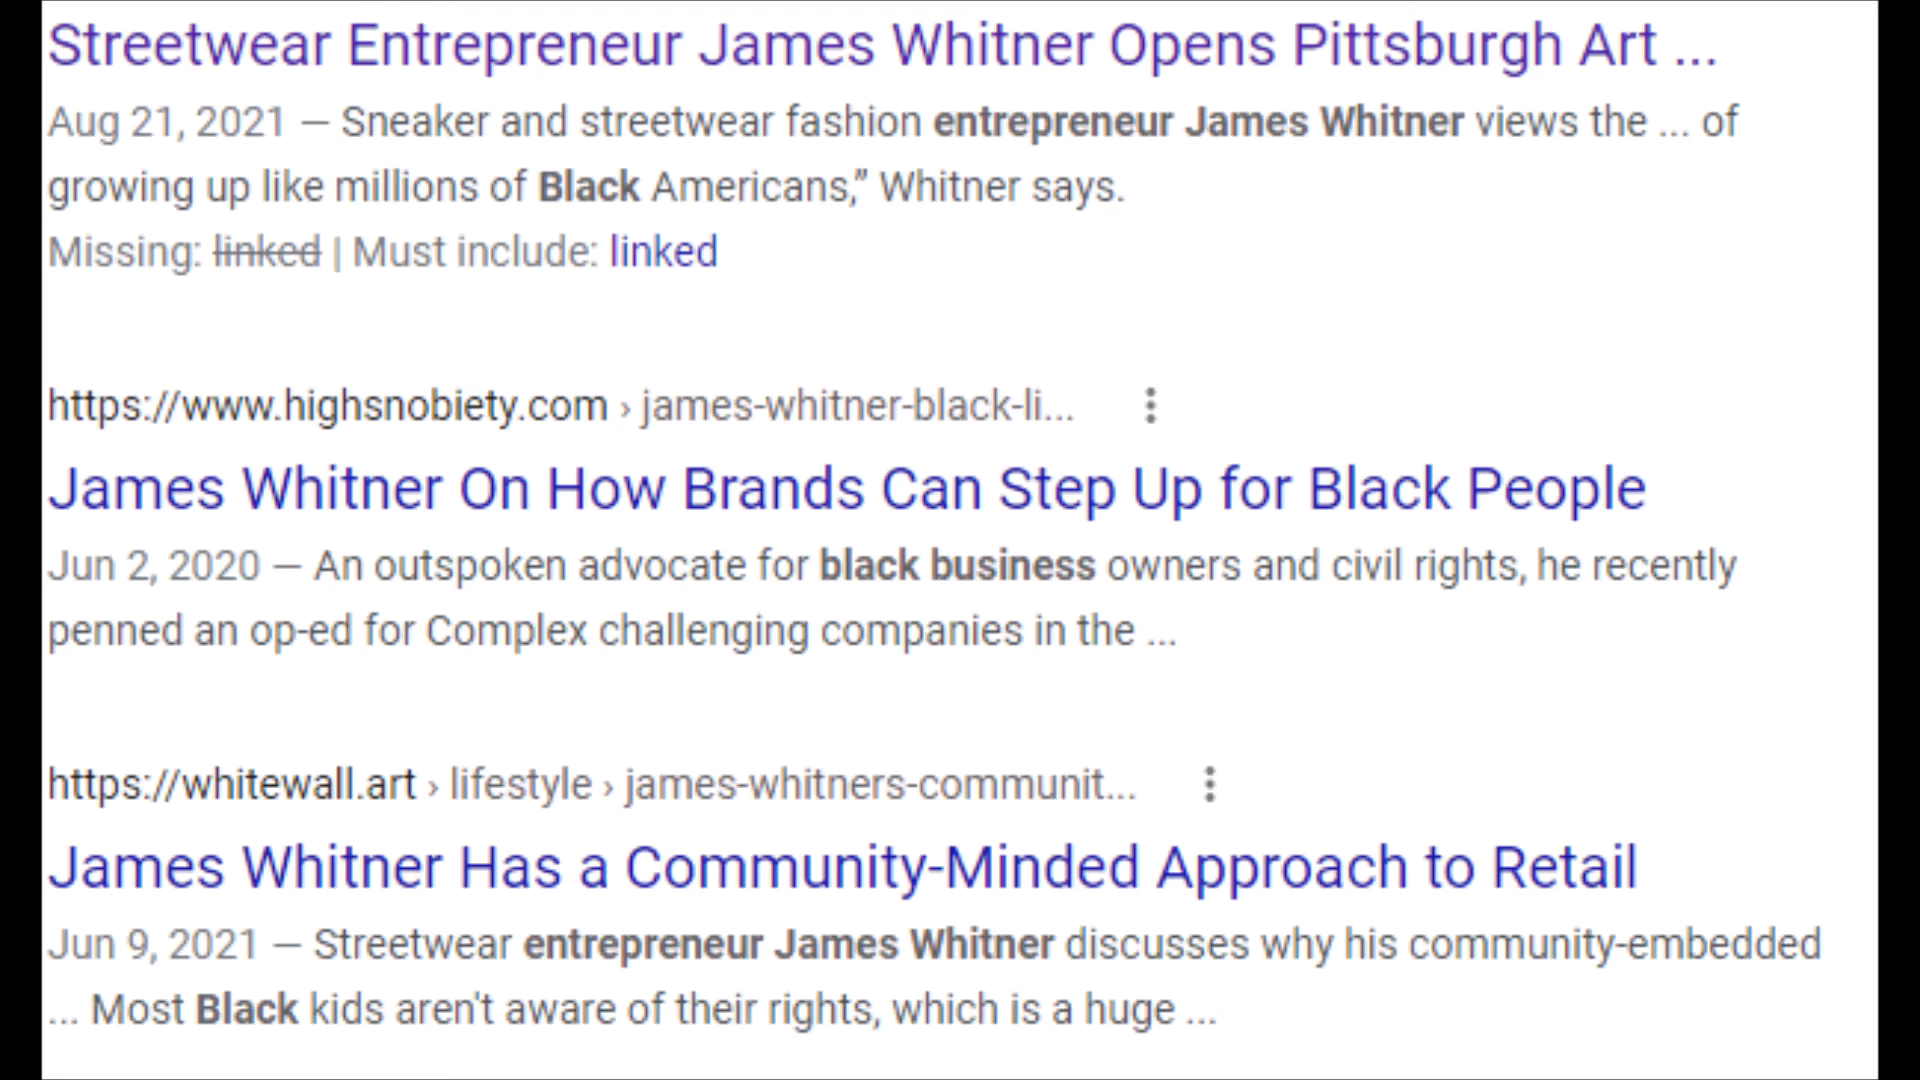 Streetwear Entrepreneur James Whitner Opens Pittsburgh Art ...
Aug 21, 2021 — Sneaker and streetwear fashion entrepreneur James Whitner views the ... of
growing up like millions of Black Americans,” Whitner says.
Missing: linked | Must include: linked
https://www.highsnobiety.com › james-whitner-black-li...
James Whitner On How Brands Can Step Up for Black People
Jun 2, 2020 — An outspoken advocate for black business owners and civil rights, he recently
penned an op-ed for Complex challenging companies in the ...
https://whitewall.art › lifestyle › james-whitners-communit...
James Whitner Has a Community-Minded Approach to Retail
Jun 9, 2021 — Streetwear entrepreneur James Whitner discusses why his community-embedded
... Most Black kids aren't aware of their rights, which is a huge ...